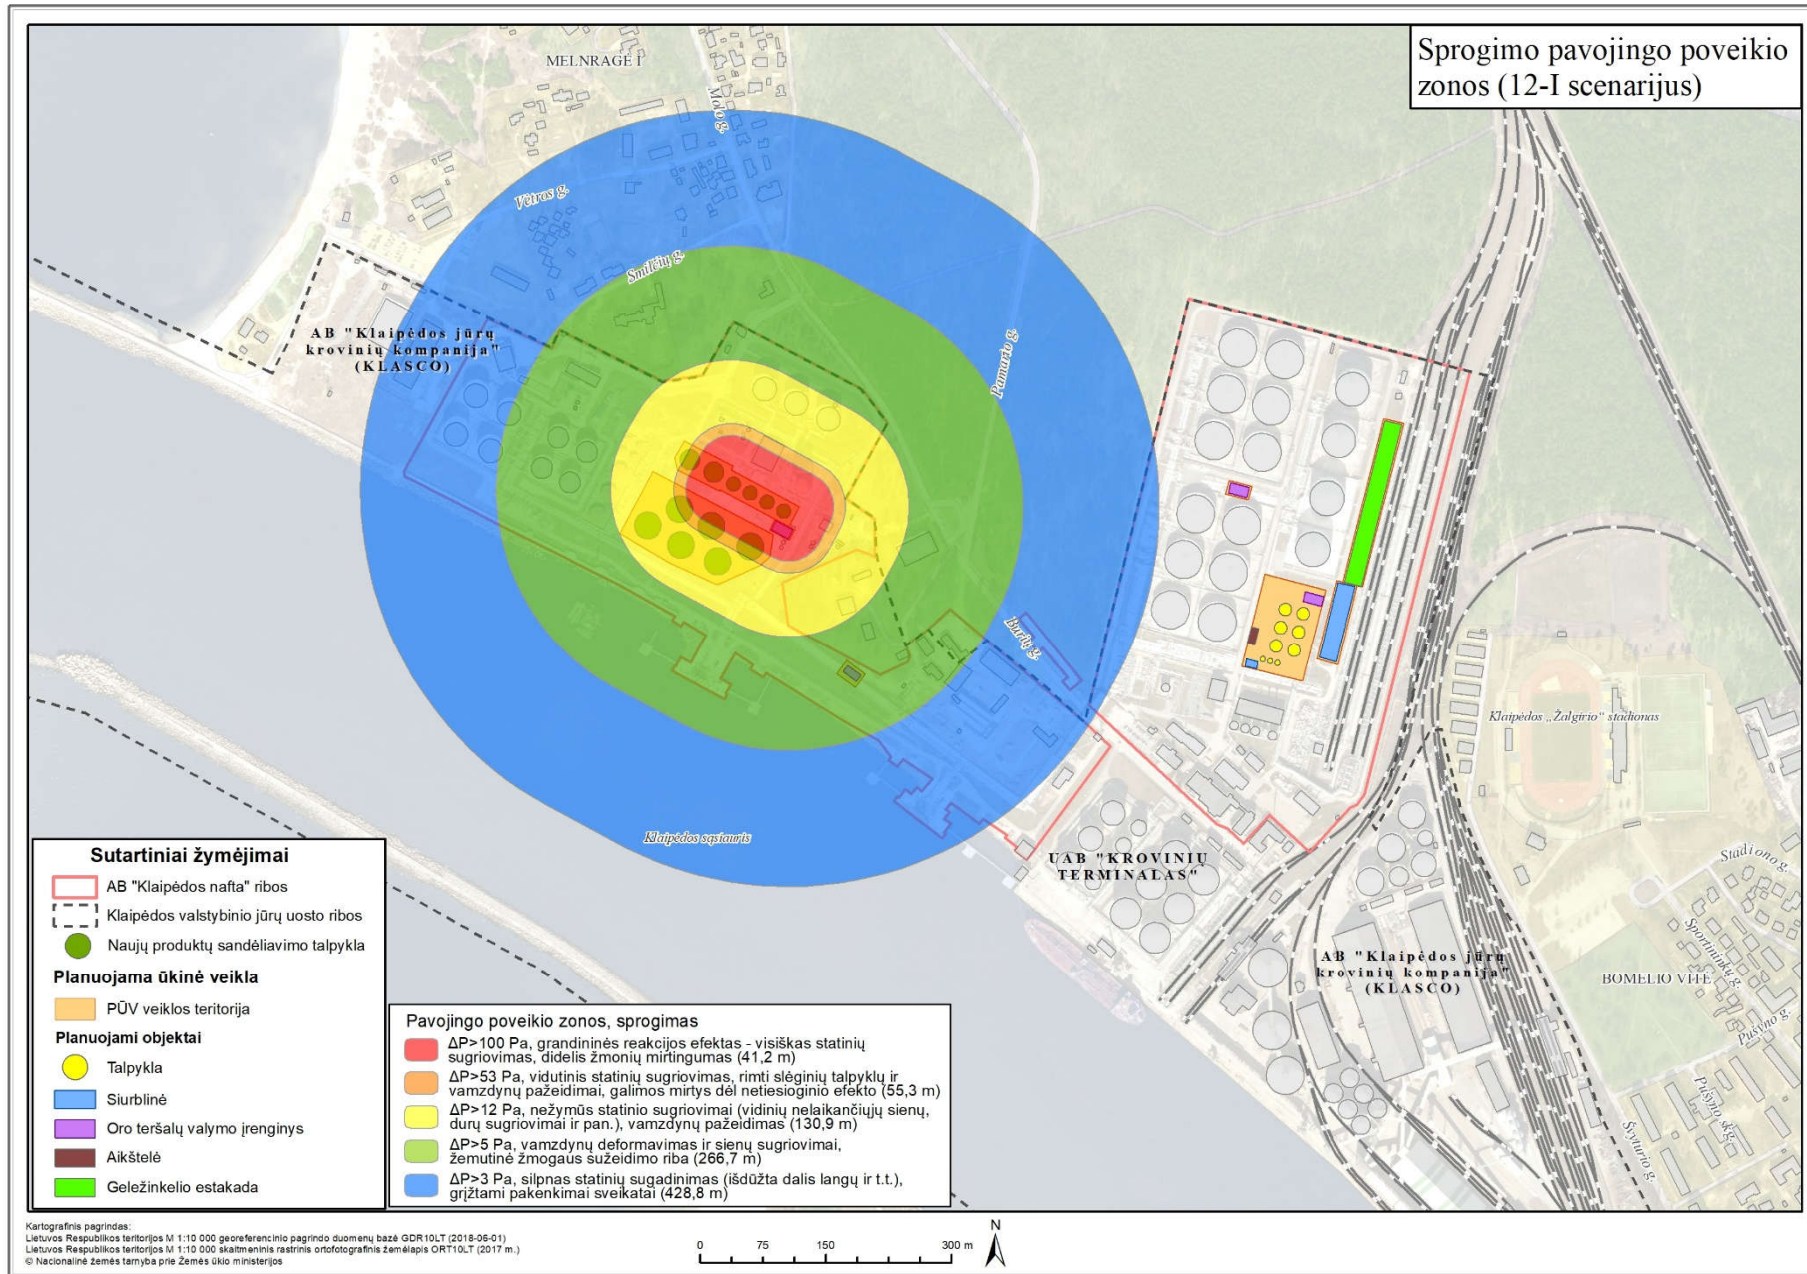 Sprogimo pavojingo poveikio
zonos (12-I scenarijus)
MELNRAGĖ I
Molo g.
Vėtros g.
Smilčių g.
Pamario g.
AB "Klaipėdos jūrų
krovinių kompanija"
(KLASCO)
Burių g.
Klaipėdos „Žalgirio“ stadionas
Klaipėdos sąsiauris
UAB "KROVINIŲ
TERMINALAS"
AB "Klaipėdos jūrų
krovinių kompanija"
(KLASCO)
BOMELIO VITĖ
Stadiono g.
Sportininkų g.
Pušyno g.
Pušyno skg.
Švyturio g.
Sutartiniai žymėjimai
AB "Klaipėdos nafta" ribos
Klaipėdos valstybinio jūrų uosto ribos
Naujų produktų sandėliavimo talpykla
Planuojama ūkinė veikla
PŪV veiklos teritorija
Planuojami objektai
Talpykla
Siurblinė
Oro teršalų valymo įrenginys
Aikštelė
Geležinkelio estakada
Pavojingo poveikio zonos, sprogimas
ΔP>100 Pa, grandininės reakcijos efektas - visiškas statinių
sugriovimas, didelis žmonių mirtingumas (41,2 m)
ΔP>53 Pa, vidutinis statinių sugriovimas, rimti slėginių talpyklų ir
vamzdynų pažeidimai, galimos mirtys dėl netiesioginio efekto (55,3 m)
ΔP>12 Pa, nežymūs statinio sugriovimai (vidinių nelaikančiųjų sienų,
durų sugriovimai ir pan.), vamzdynų pažeidimas (130,9 m)
ΔP>5 Pa, vamzdynų deformavimas ir sienų sugriovimai,
žemutinė žmogaus sužeidimo riba (266,7 m)
ΔP>3 Pa, silpnas statinių sugadinimas (išdūžta dalis langų ir t.t.),
grįžtami pakenkimai sveikatai (428,8 m)
Kartografinis pagrindas:
Lietuvos Respublikos teritorijos M 1:10 000 georeferencinio pagrindo duomenų bazė GDR10LT (2018-06-01)
Lietuvos Respublikos teritorijos M 1:10 000 skaitmeninis rastrinis ortofotografinis žemėlapis ORT10LT (2017 m.)
© Nacionalinė žemės tarnyba prie Žemės ūkio ministerijos
0 75 150 300 m
N